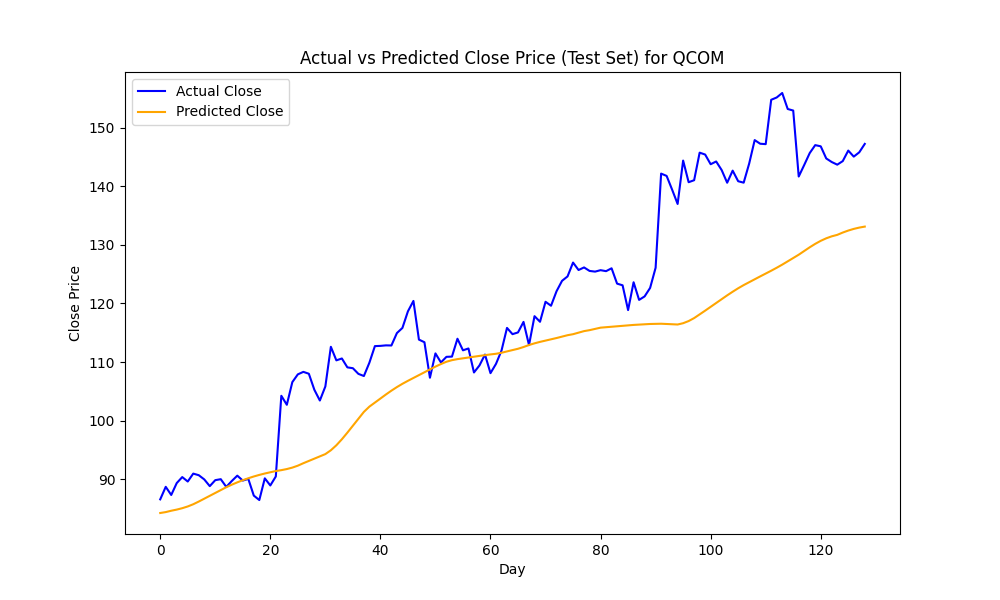 Actual vs Predicted Close Price (Test Set) for QCOM
Actual Close
Predicted Close
150
140
130
120
110
100
90
Close Price
0 20 40 60 80 100 120
Day